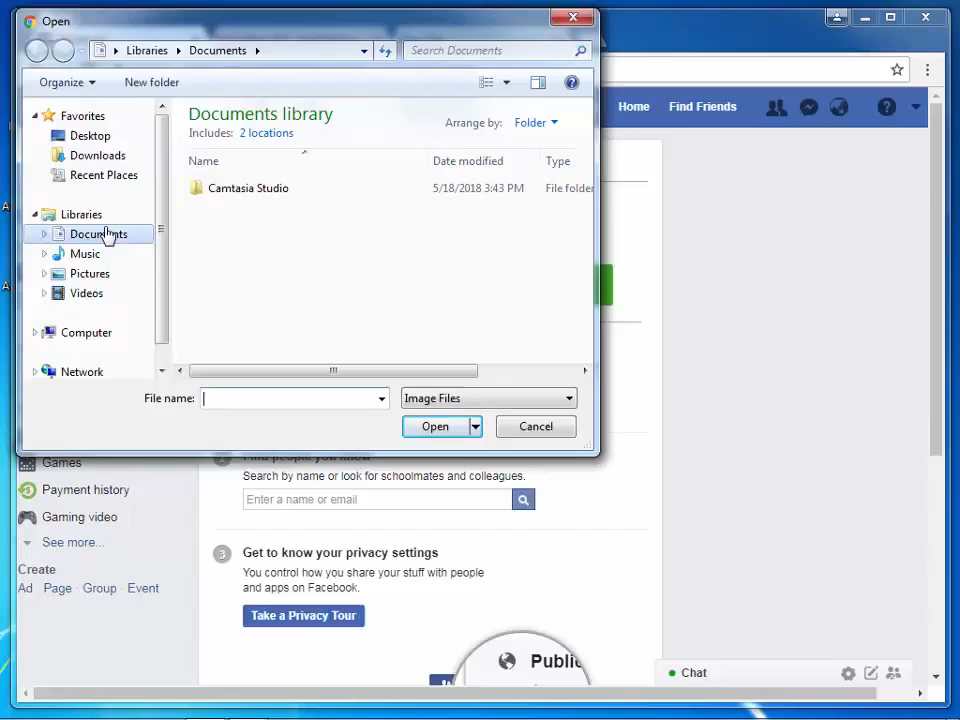 Open
Libraries Documents
Search Documents
Organize New folder
Favorites
Desktop
Downloads
Recent Places
Libraries
Documents
Music
Pictures
Videos
Computer
Network
Documents library
Includes: 2 locations
Arrange by: Folder
Name Date modified Type
Camtasia Studio 5/18/2018 3:43 PM File folder
File name:
Image Files
Open Cancel
Home Find Friends
Games
Payment history
Gaming video
See more...
Create
Ad Page Group Event
2 Find people you know
Search by name or look for schoolmates and colleagues.
Enter a name or email
3 Get to know your privacy settings
You control how you share your stuff with people
and apps on Facebook.
Take a Privacy Tour
Public
Chat